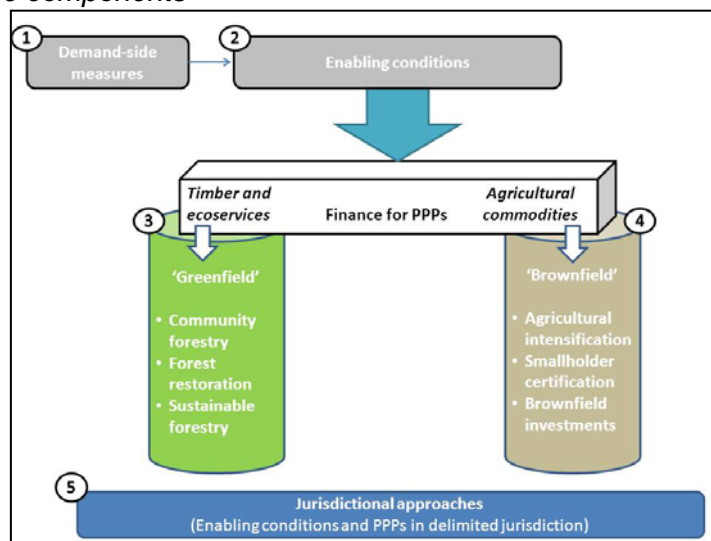 components
1
Demand-side
measures
2
Enabling conditions
Timber and
ecoservices
Finance for PPPs
Agricultural
commodities
3
4
'Greenfield'
• Community
forestry
• Forest
restoration
• Sustainable
forestry
'Brownfield'
• Agricultural
intensification
• Smallholder
certification
• Brownfield
investments
5
Jurisdictional approaches
(Enabling conditions and PPPs in delimited jurisdiction)